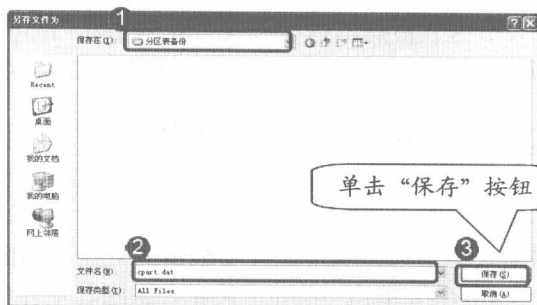 另存文件为
1
保存在(I): 分区表备份
Recent
桌面
我的文档
我的电脑
网上邻居
单击“保存”按钮
2
3
文件名(N): cpart.dat 保存(S)
保存类型(T): All Files 取消(A)